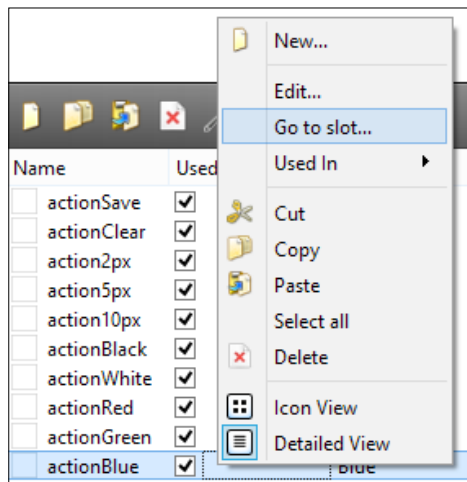 New...
Edit...
Go to slot...
Used In
Cut
Copy
Paste
Select all
Delete
Icon View
Detailed View
Name Used
actionSave
actionClear
action2px
action5px
action10px
actionBlack
actionWhite
actionRed
actionGreen
actionBlue Blue